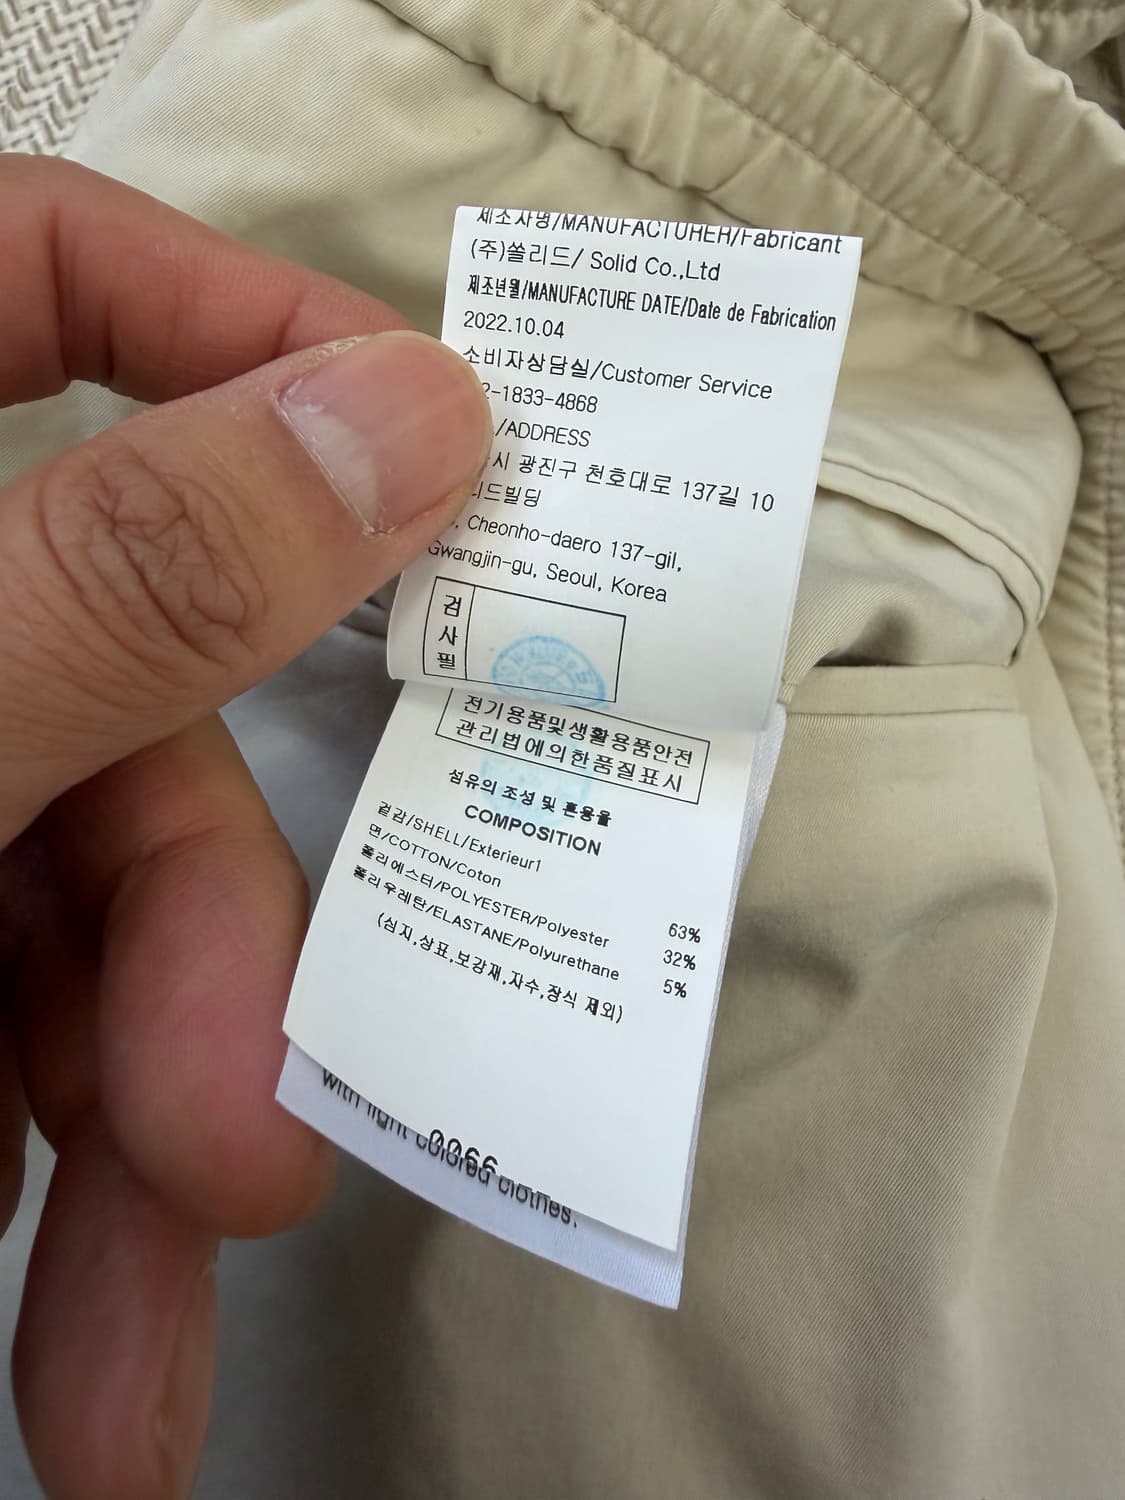 제조사명/MANUFACTURER/Fabricant
(주)쏠리드/ Solid Co.,Ltd
제조년월/MANUFACTURE DATE/Date de Fabrication
2022.10.04
소비자상담실/Customer Service
2-1833-4868
/ADDRESS
시 광진구 천호대로 137길 10
리드빌딩
, Cheonho-daero 137-gil,
Gwangjin-gu, Seoul, Korea
검사필
전기용품및생활용품안전
관리법에의한품질표시
섬유의 조성 및 혼용율
COMPOSITION
겉감/SHELL/Exterieur1
면/COTTON/Coton 63%
폴리에스터/POLYESTER/Polyester 32%
폴리우레탄/ELASTANE/Polyurethane 5%
(심지,상표,보강재,자수,장식 제외)
0066
with light colored clothes.